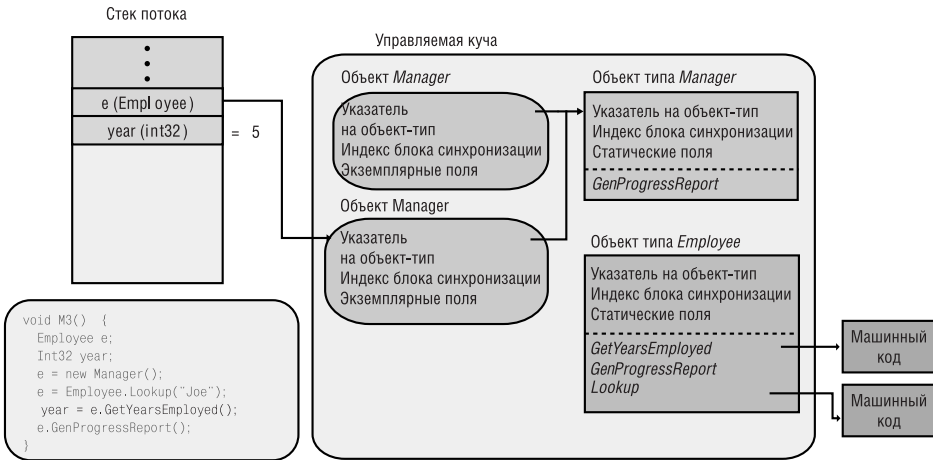 Стек потока
e (Employee)
year (int32)
= 5
Управляемая куча
Объект Manager
Указатель
на объект-тип
Индекс блока синхронизации
Экземплярные поля
Объект Manager
Указатель
на объект-тип
Индекс блока синхронизации
Экземплярные поля
Объект типа Manager
Указатель на объект-тип
Индекс блока синхронизации
Статические поля
GenProgressReport
Объект типа Employee
Указатель на объект-тип
Индекс блока синхронизации
Статические поля
GetYearsEmployed
GenProgressReport
Lookup
Машинный
код
Машинный
код
void M3() {
Employee e;
Int32 year;
e = new Manager();
e = Employee.Lookup("Joe");
year = e.GetYearsEmployed();
e.GenProgressReport();
}